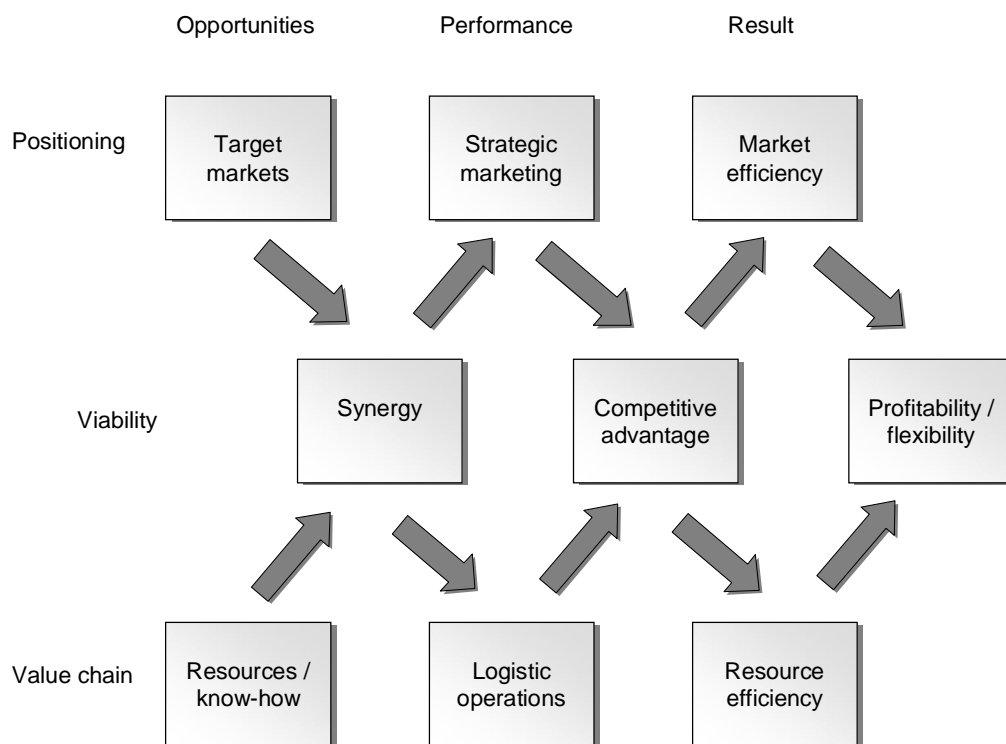 Opportunities
Performance
Result
Positioning
Target
markets
Strategic
marketing
Market
efficiency
Viability
Synergy
Competitive
advantage
Profitability /
flexibility
Value chain
Resources /
know-how
Logistic
operations
Resource
efficiency